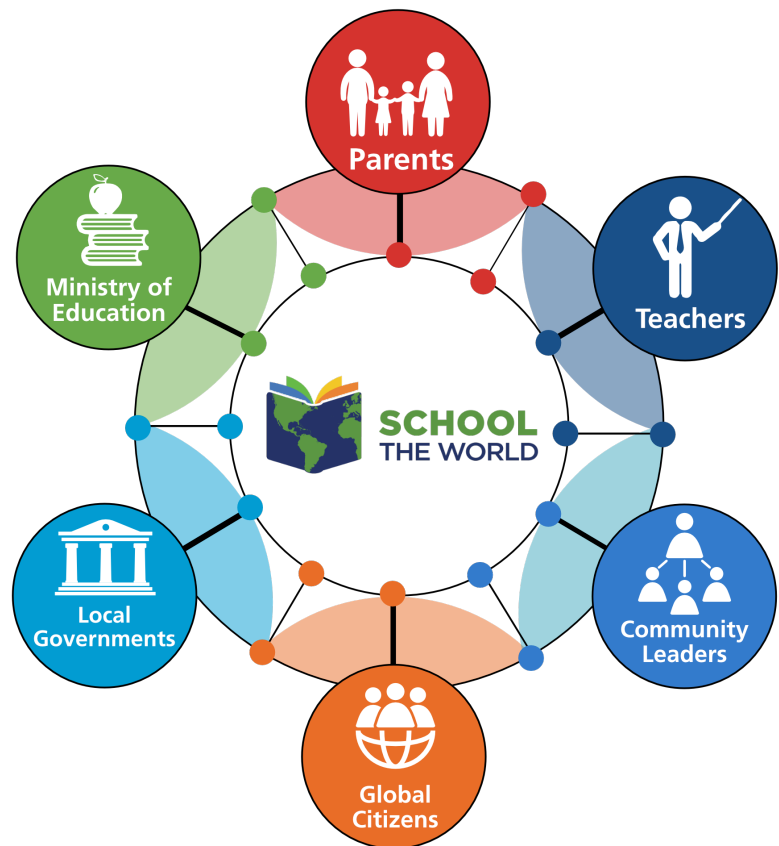 Parents
Teachers
Ministry of
Education
SCHOOL
THE WORLD
Local
Governments
Community
Leaders
Global
Citizens